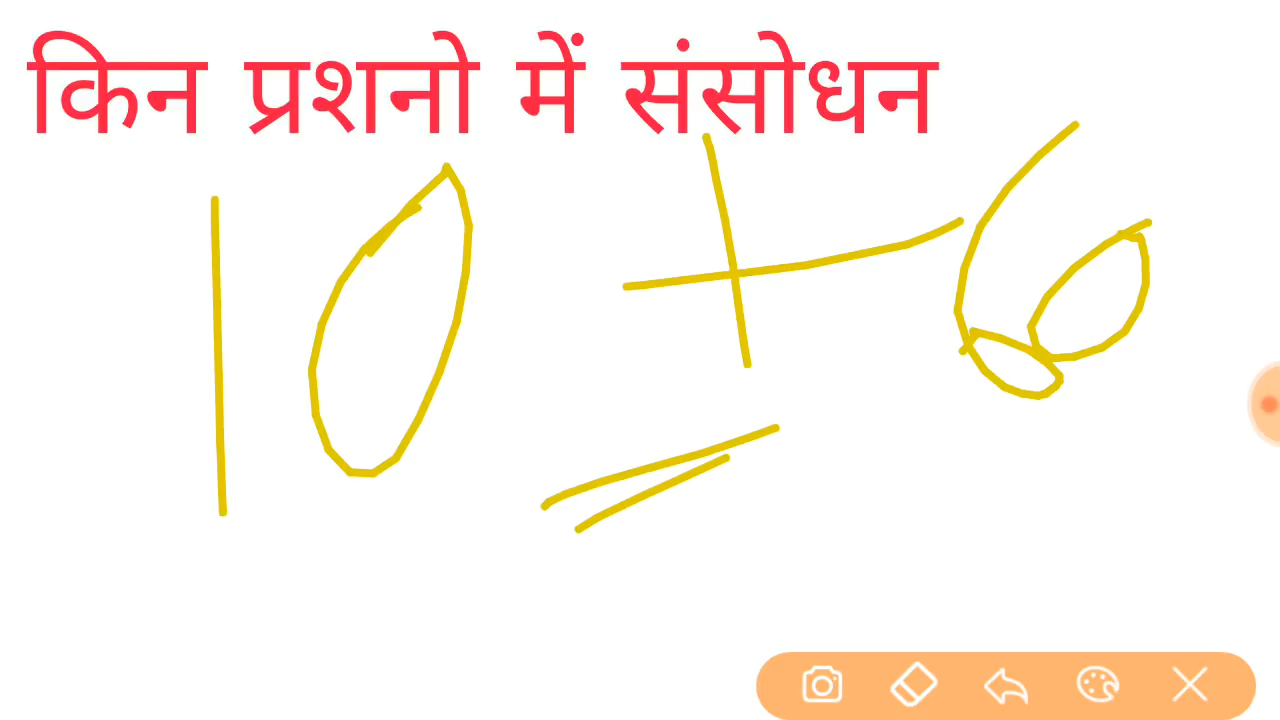 किन प्रशनो में संसोधन
10 + 6
=